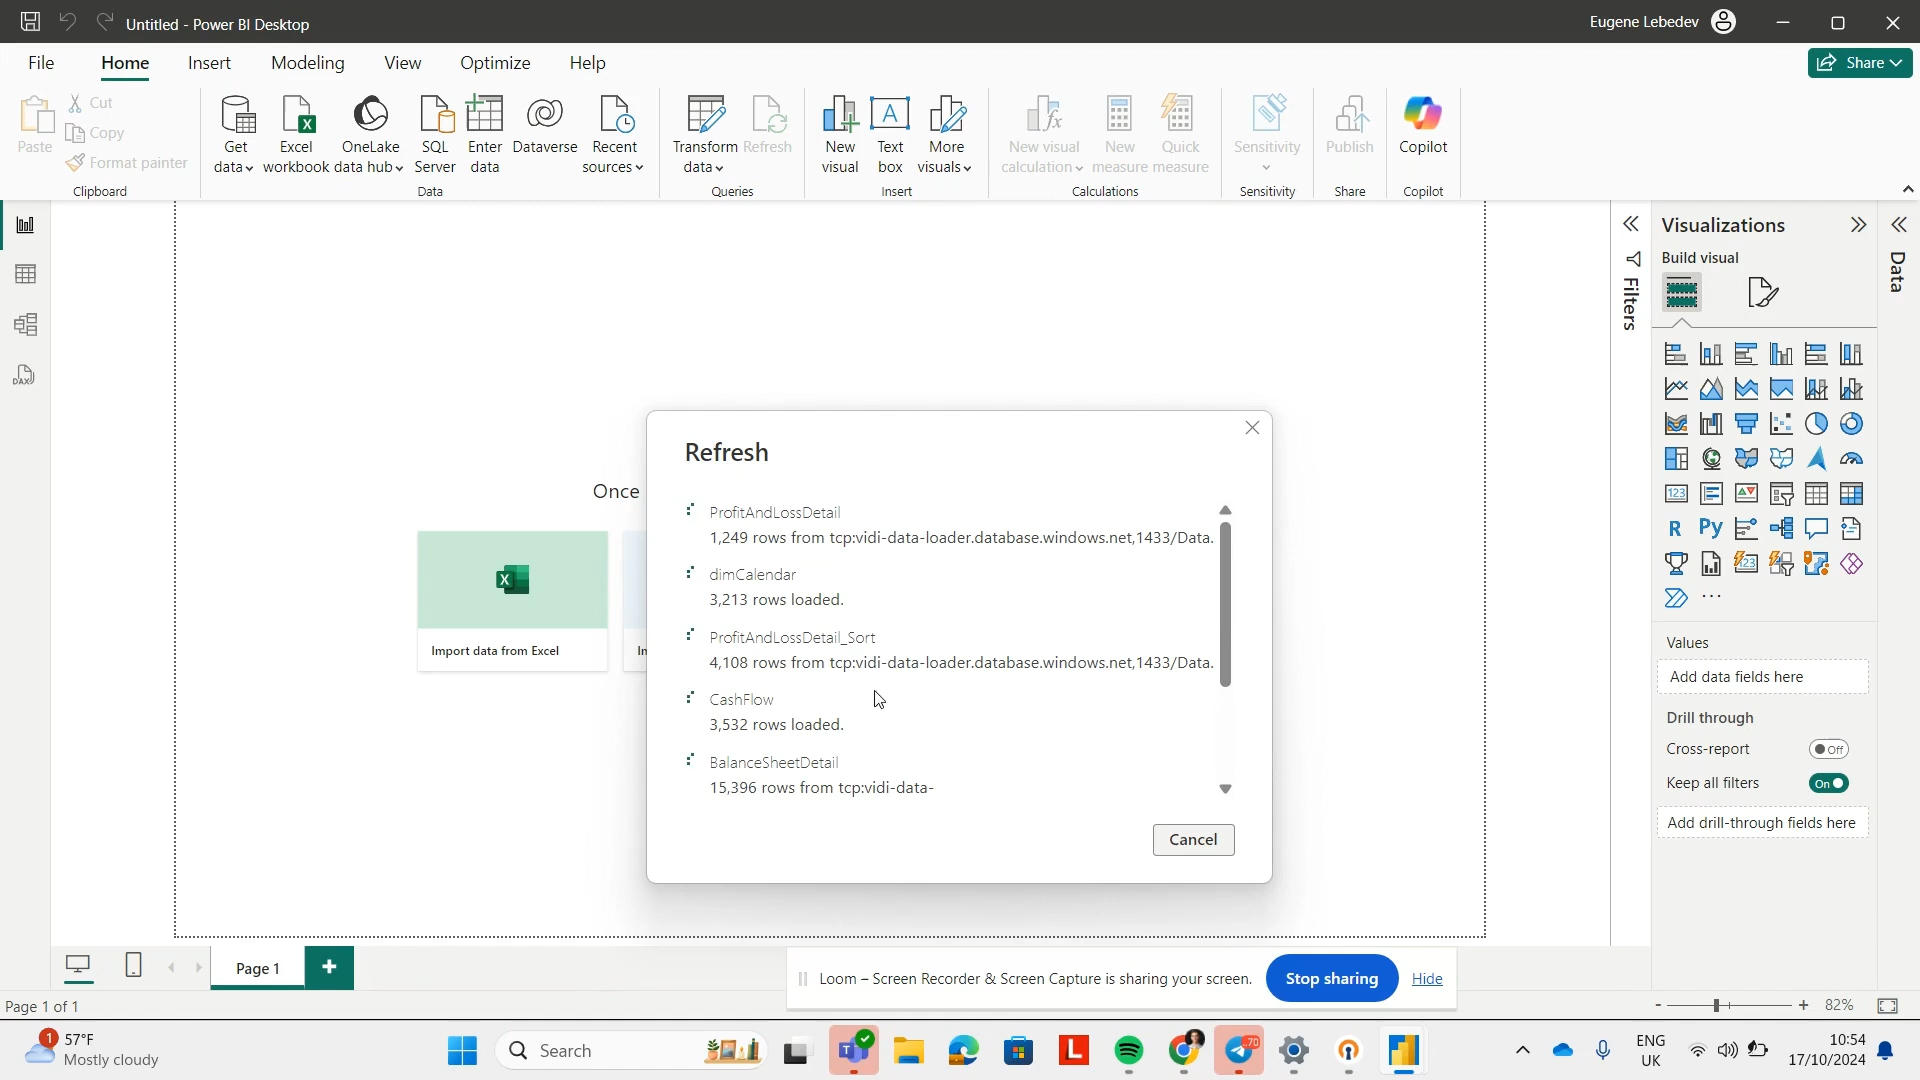 Untitled - Power BI Desktop
Eugene Lebedev
File Home Insert Modeling View Optimize Help
Share
Paste
Cut
Copy
Format painter
Clipboard
Get data
Excel workbook
OneLake data hub
SQL Server
Enter data
Dataverse
Recent sources
Data
Transform data
Refresh
Queries
New visual
Text box
More visuals
Insert
New visual calculation
New measure
Quick measure
Calculations
Sensitivity
Sensitivity
Publish
Share
Copilot
Copilot
Once
Import data from Excel
Refresh
ProfitAndLossDetail
1,249 rows from tcp:vidi-data-loader.database.windows.net,1433/Data.
dimCalendar
3,213 rows loaded.
ProfitAndLossDetail_Sort
4,108 rows from tcp:vidi-data-loader.database.windows.net,1433/Data.
CashFlow
3,532 rows loaded.
BalanceSheetDetail
15,396 rows from tcp:vidi-data-
Cancel
Filters
Visualizations
Build visual
123
R
Py
123
Values
Add data fields here
Drill through
Cross-report
Off
Keep all filters
On
Add drill-through fields here
Data
DAX
Page 1
Loom – Screen Recorder & Screen Capture is sharing your screen.
Stop sharing
Hide
Page 1 of 1
- + 82%
1
57°F
Mostly cloudy
Search
L
70
ENG
UK
10:54
17/10/2024